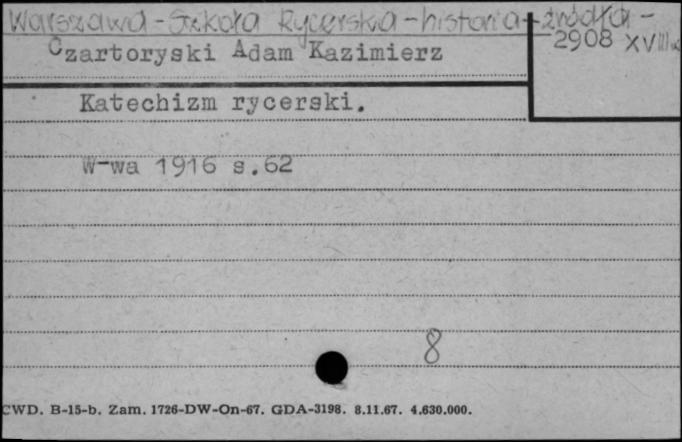 Warszawa - Szkoła Rycerska - historia - źródła -
2908 XVIII w
Czartoryski Adam Kazimierz
Katechizm rycerski.
W-wa 1916 s.62
8
CWD. B-15-b. Zam. 1726-DW-On-67. GDA-3198. 8.11.67. 4.630.000.